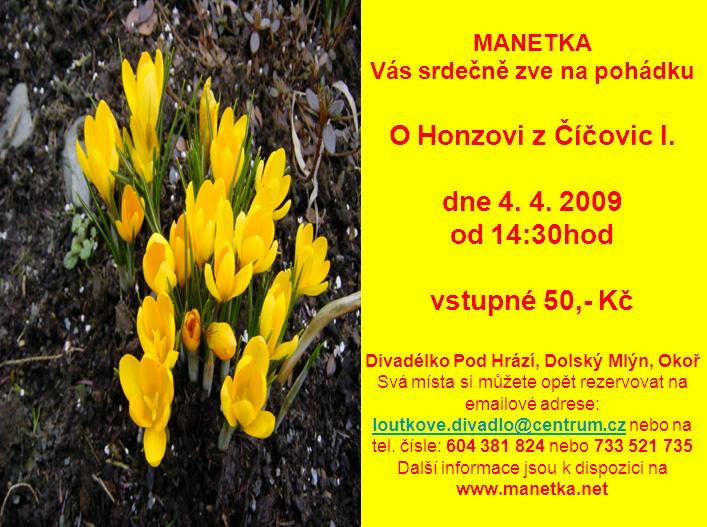 MANETKA
Vás srdečně zve na pohádku
O Honzovi z Číčovic I.
dne 4. 4. 2009
od 14:30hod
vstupné 50,- Kč
Divadélko Pod Hrází, Dolský Mlýn, Okoř
Svá místa si můžete opět rezervovat na
emailové adrese:
loutkove.divadlo@centrum.cz nebo na
tel. čísle: 604 381 824 nebo 733 521 735
Další informace jsou k dispozici na
www.manetka.net